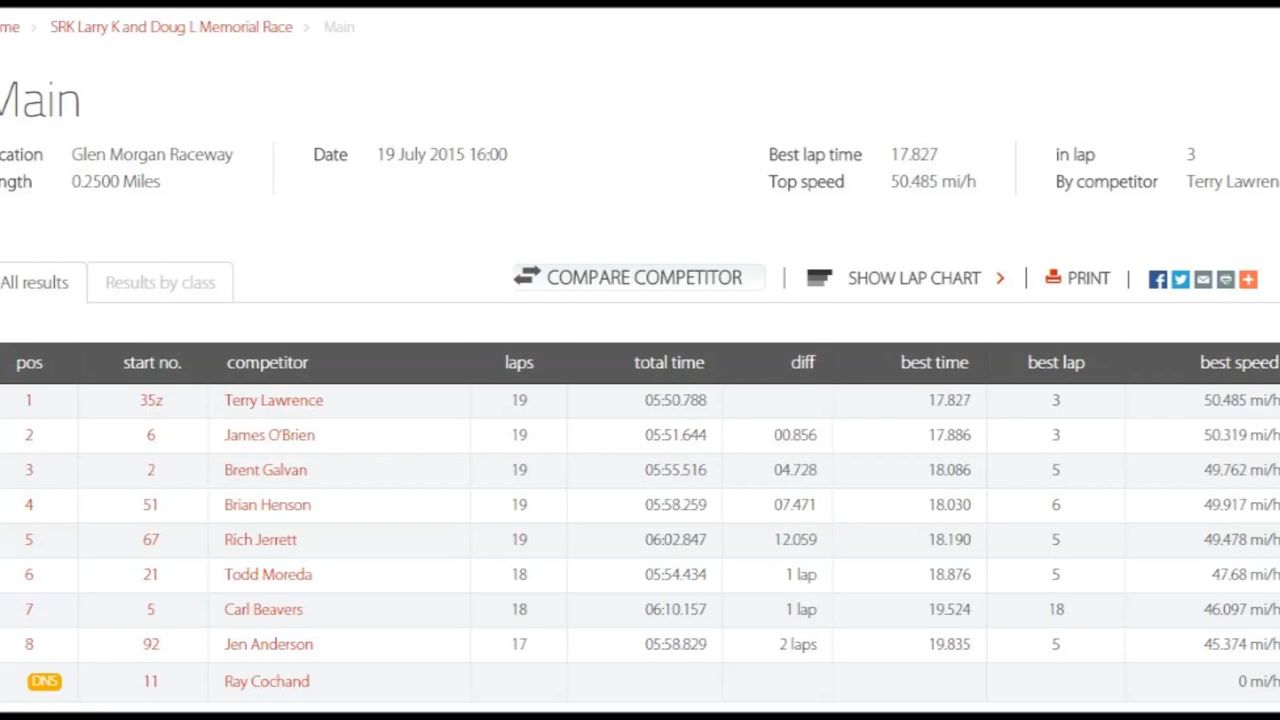 me > SRK Larry K and Doug L Memorial Race > Main
Main
cation Glen Morgan Raceway Date 19 July 2015 16:00 Best lap time 17.827 in lap 3
ngth 0.2500 Miles Top speed 50.485 mi/h By competitor Terry Lawren
All results Results by class COMPARE COMPETITOR | SHOW LAP CHART > | PRINT |
pos start no. competitor laps total time diff best time best lap best speed
1 35z Terry Lawrence 19 05:50.788 17.827 3 50.485 mi/h
2 6 James O'Brien 19 05:51.644 00.856 17.886 3 50.319 mi/h
3 2 Brent Galvan 19 05:55.516 04.728 18.086 5 49.762 mi/h
4 51 Brian Henson 19 05:58.259 07.471 18.030 6 49.917 mi/h
5 67 Rich Jerrett 19 06:02.847 12.059 18.190 5 49.478 mi/h
6 21 Todd Moreda 18 05:54.434 1 lap 18.876 5 47.68 mi/h
7 5 Carl Beavers 18 06:10.157 1 lap 19.524 18 46.097 mi/h
8 92 Jen Anderson 17 05:58.829 2 laps 19.835 5 45.374 mi/h
DNS 11 Ray Cochand 0 mi/h